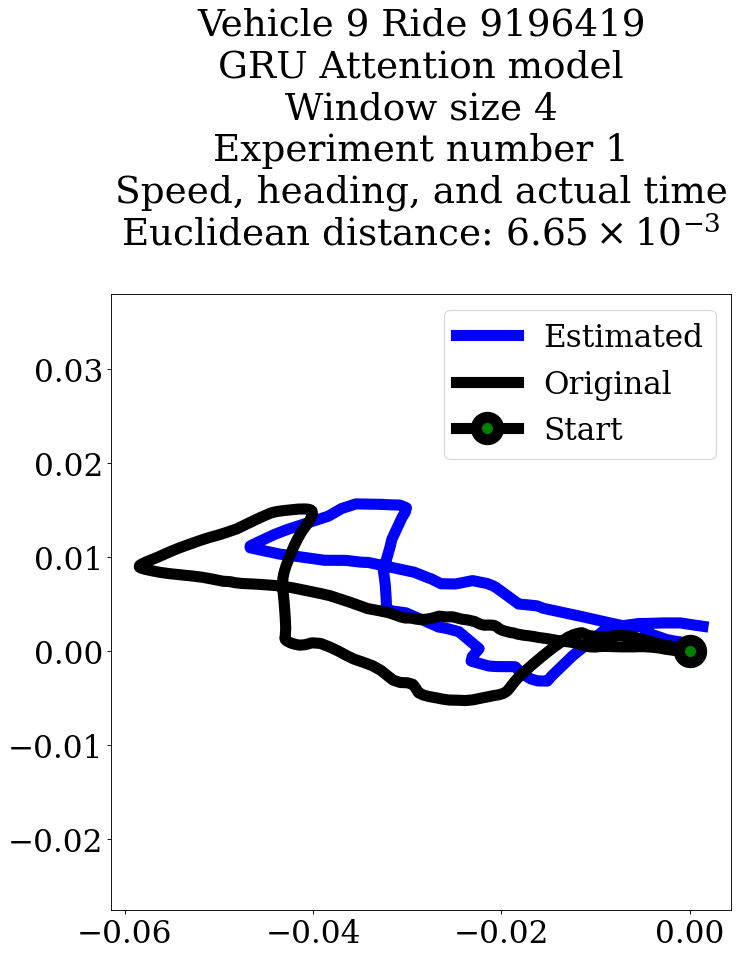 Vehicle 9 Ride 9196419
GRU Attention model
Window size 4
Experiment number 1
Speed, heading, and actual time
Euclidean distance: 6.65 × 10⁻³
Estimated
Original
Start
0.03
0.02
0.01
0.00
−0.01
−0.02
−0.06
−0.04
−0.02
0.00